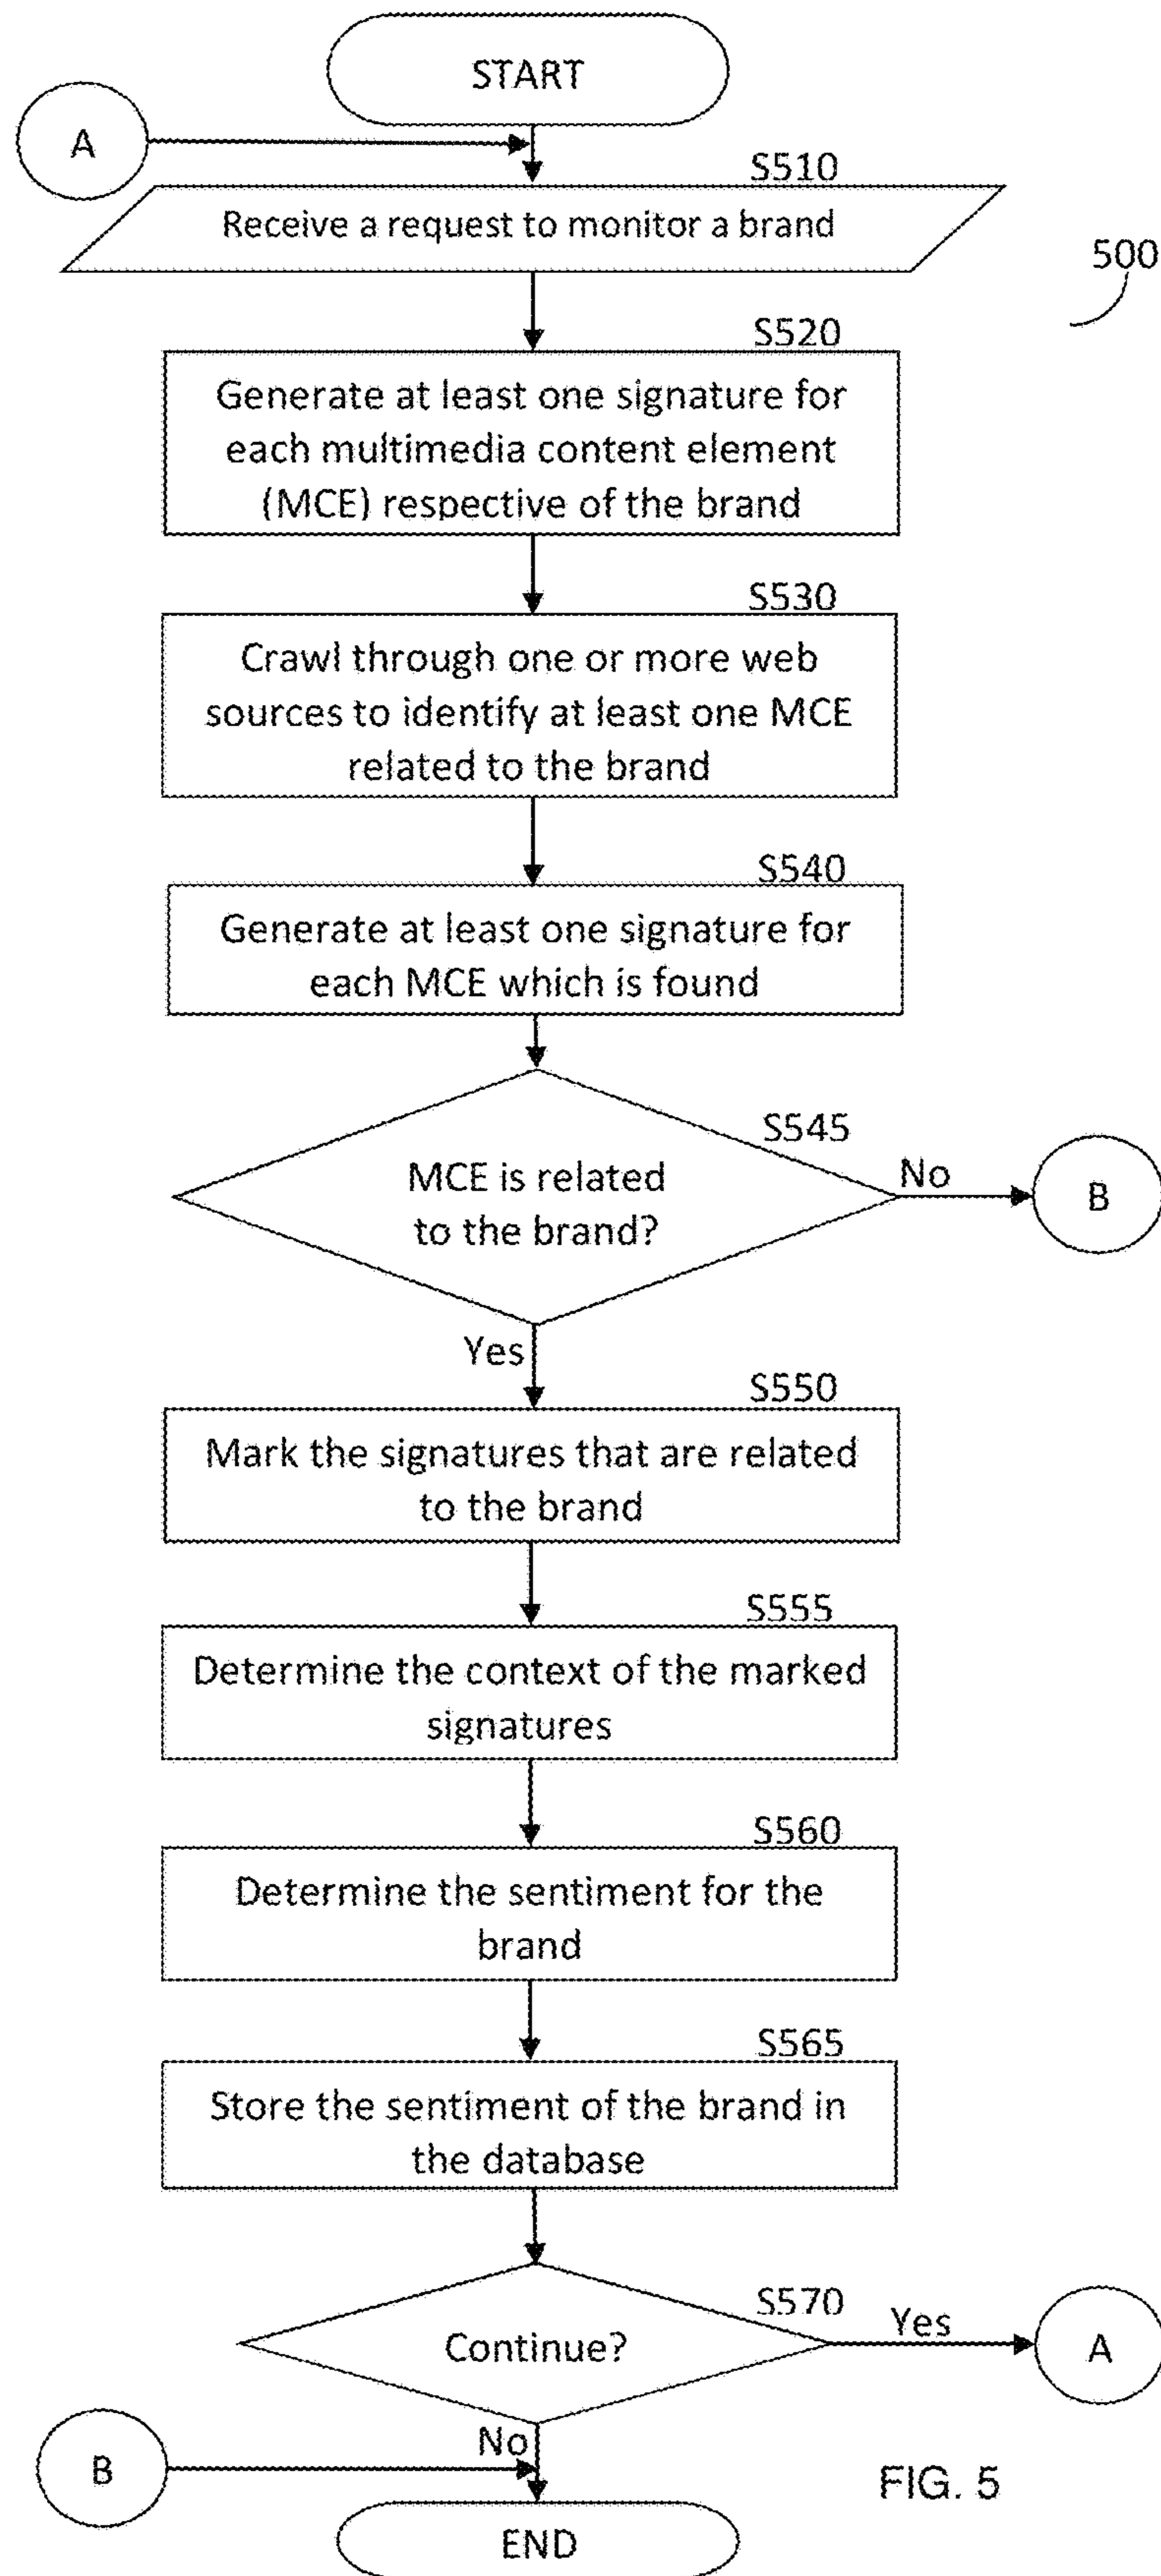 START
A
S510
Receive a request to monitor a brand
500
S520
Generate at least one signature for
each multimedia content element
(MCE) respective of the brand
S530
Crawl through one or more web
sources to identify at least one MCE
related to the brand
S540
Generate at least one signature for
each MCE which is found
S545
MCE is related
to the brand?
No
B
Yes
S550
Mark the signatures that are related
to the brand
S555
Determine the context of the marked
signatures
S560
Determine the sentiment for the
brand
S565
Store the sentiment of the brand in
the database
S570
Continue?
Yes
A
No
B
FIG. 5
END